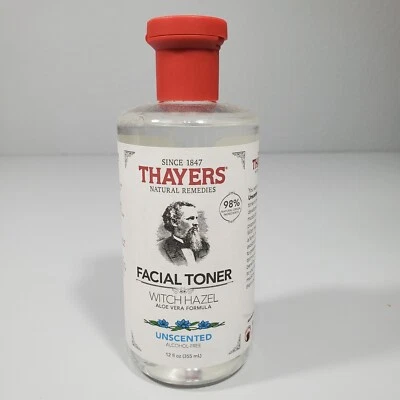 SINCE 1847
THAYERS®
NATURAL REMEDIES
98%
FACIAL TONER
WITCH HAZEL
ALOE VERA FORMULA
UNSCENTED
ALCOHOL-FREE
12 fl oz (355 mL)